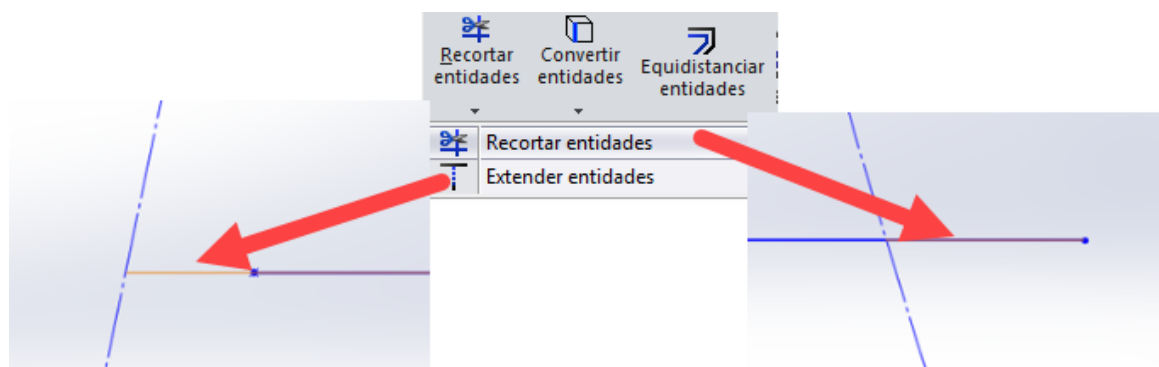 Recortar
entidades
Convertir
entidades
Equidistanciar
entidades
Recortar entidades
Extender entidades